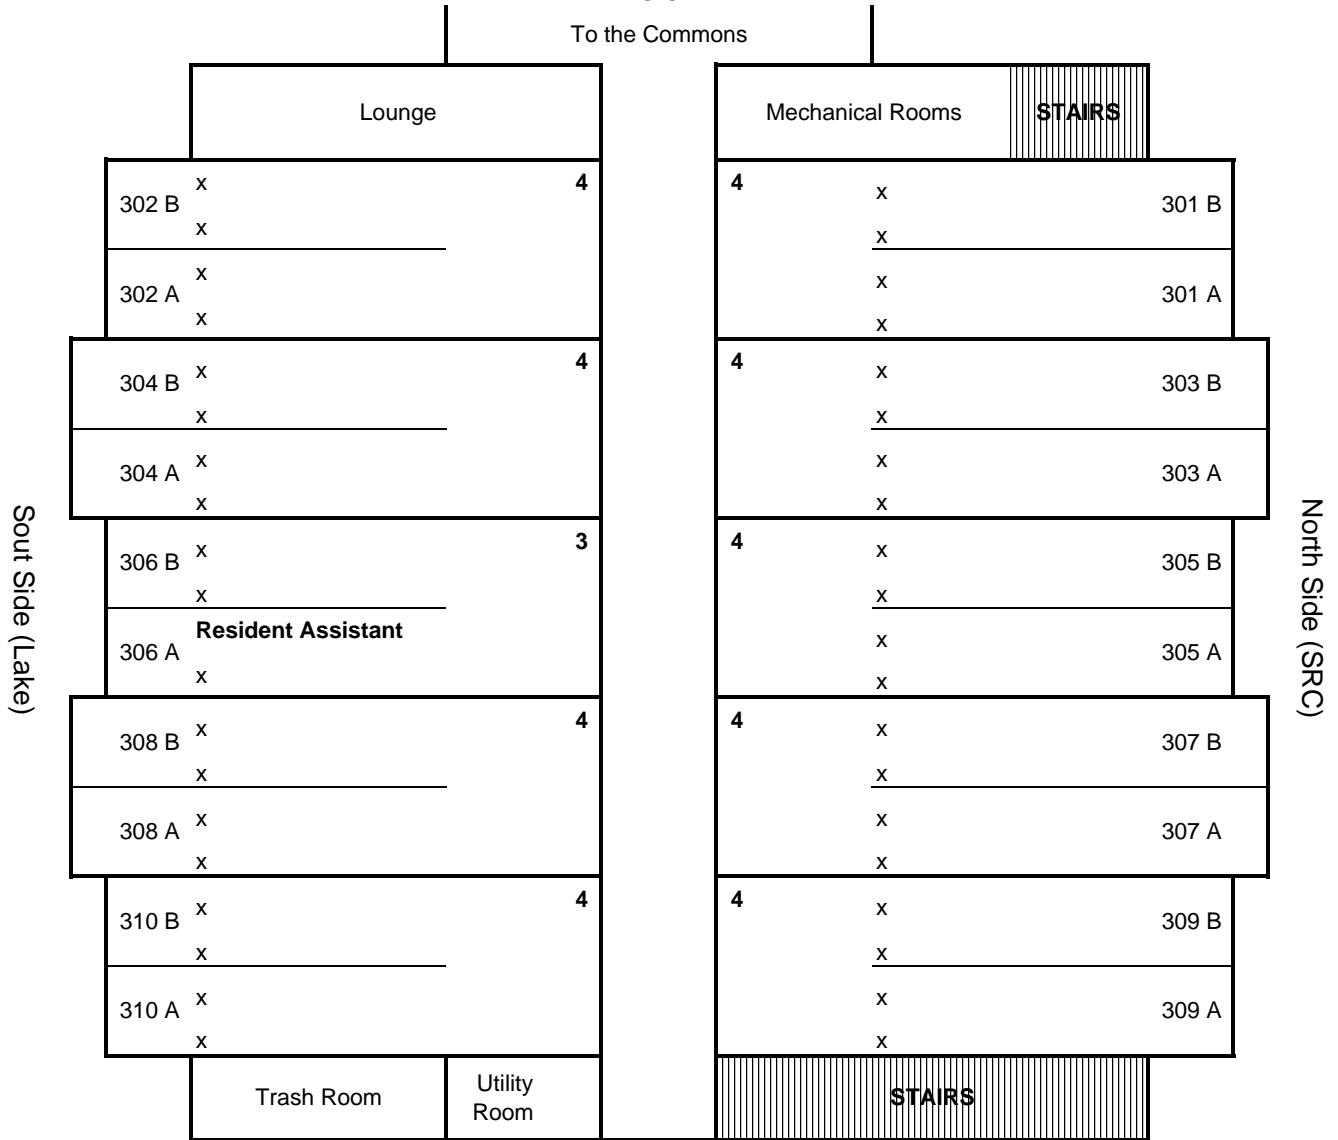 To the Commons
Lounge
Mechanical Rooms
STAIRS
302 B
x
x
4
4
x
x
301 B
302 A
x
x
x
x
301 A
304 B
x
x
4
4
x
x
303 B
304 A
x
x
x
x
303 A
306 B
x
x
3
4
x
x
305 B
306 A
Resident Assistant
x
x
x
305 A
308 B
x
x
4
4
x
x
307 B
308 A
x
x
x
x
307 A
310 B
x
x
4
4
x
x
309 B
310 A
x
x
x
x
309 A
Trash Room
Utility
Room
STAIRS
Sout Side (Lake)
North Side (SRC)